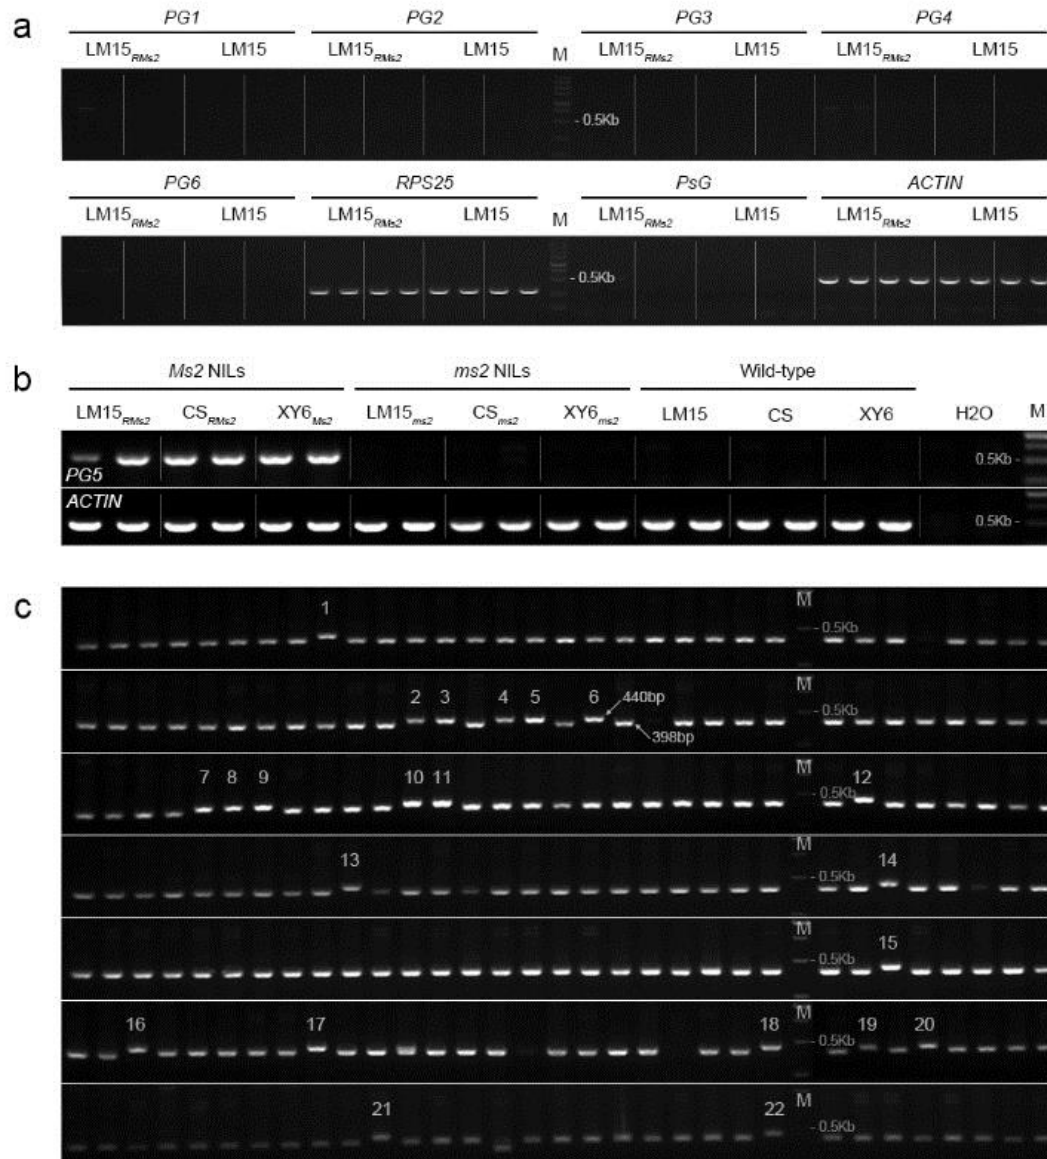 a
PG1 PG2 PG3 PG4
LM15RMs2 LM15 LM15RMs2 LM15 M LM15RMs2 LM15 LM15RMs2 LM15
- 0.5Kb
PG6 RPS25 PsG ACTIN
LM15RMs2 LM15 LM15RMs2 LM15 M LM15RMs2 LM15 LM15RMs2 LM15
- 0.5Kb
b
Ms2 NILs ms2 NILs Wild-type
LM15RMs2 CSRMs2 XY6Ms2 LM15ms2 CSms2 XY6ms2 LM15 CS XY6 H2O M
PG5 0.5Kb -
ACTIN 0.5Kb -
c
1 M - 0.5Kb
2 3 4 5 6 440bp 398bp M - 0.5Kb
7 8 9 10 11 M - 0.5Kb 12
13 M - 0.5Kb 14
M - 0.5Kb 15
16 17 18 M - 0.5Kb 19 20
21 22 M - 0.5Kb